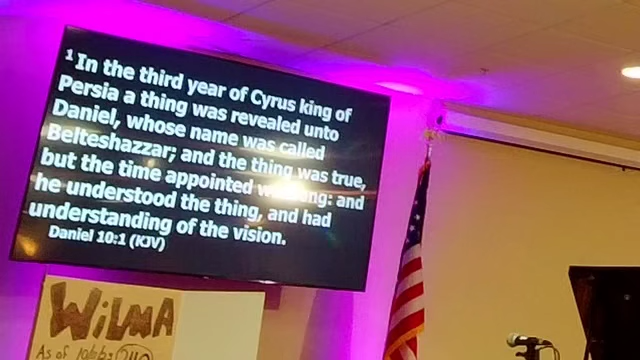 1 In the third year of Cyrus king of
Persia a thing was revealed unto
Daniel, whose name was called
Belteshazzar; and the thing was true,
but the time appointed : and
he understood the thing, and had
understanding of the vision.
Daniel 10:1 (KJV)
WiLMA
As of